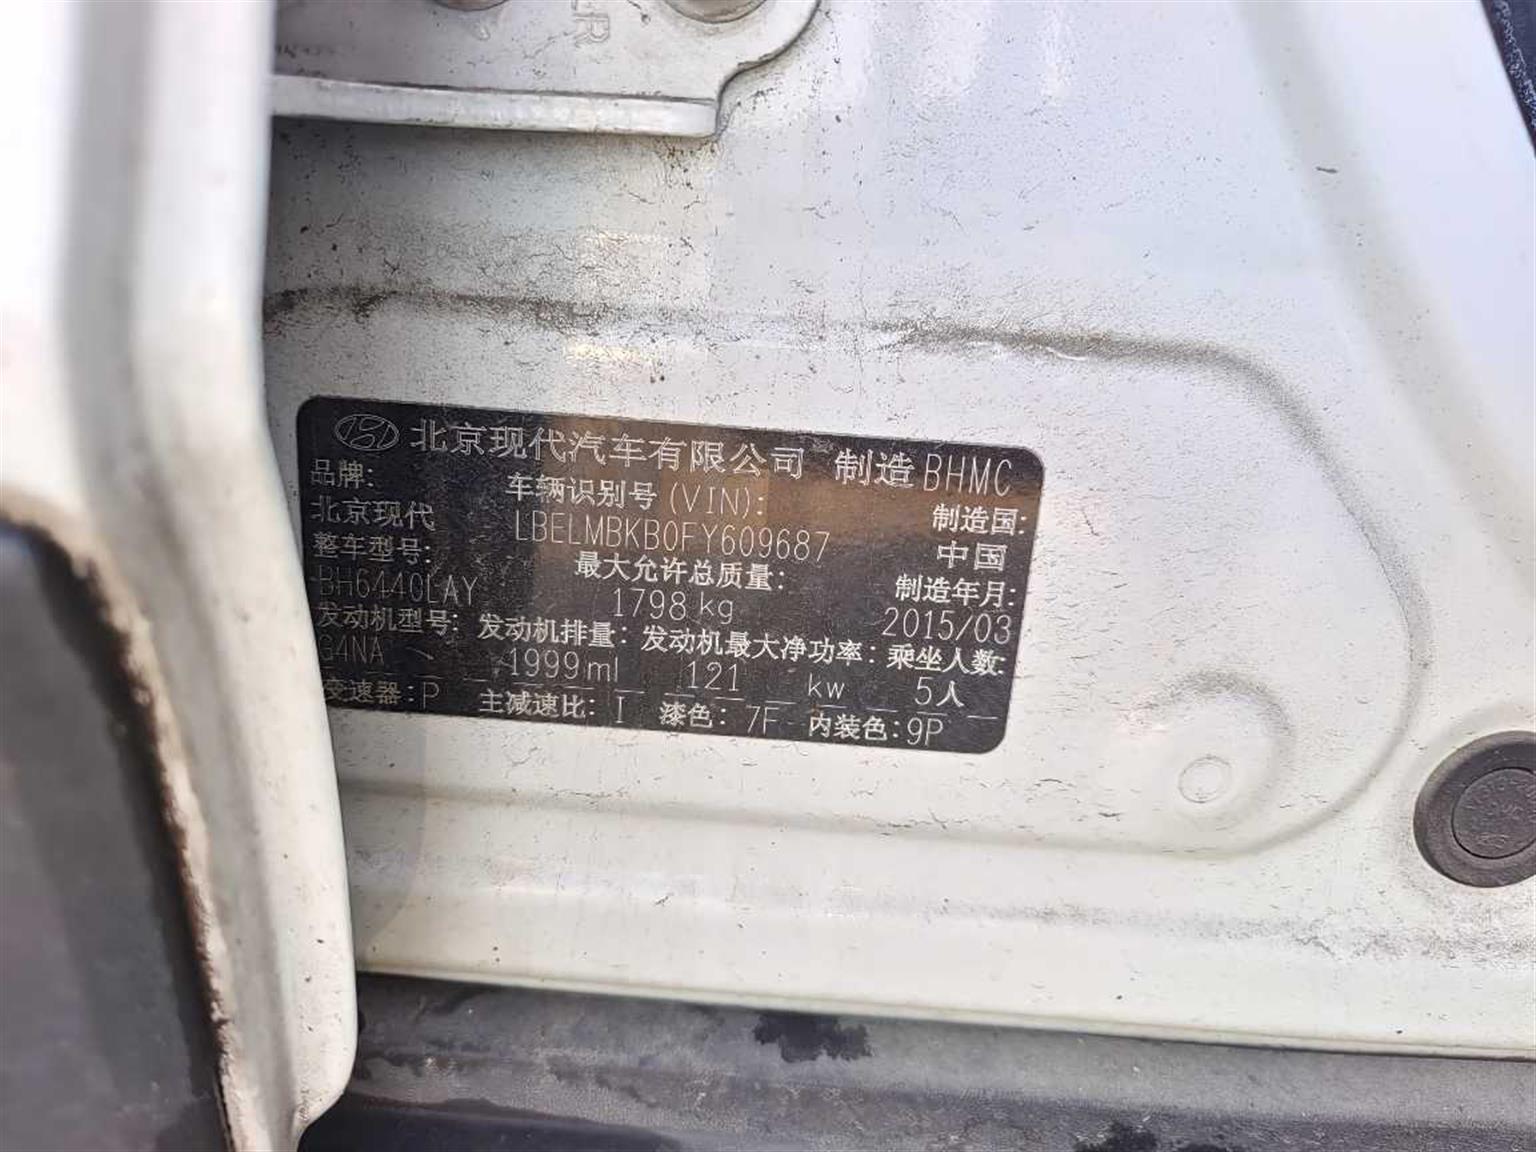 LR
北京现代汽车有限公司 制造 BHMC
品牌: 车辆识别号 (VIN): 制造国:
北京现代 LBELMBKB0FY609687 中国
整车型号: 最大允许总质量: 制造年月:
BH6440LAY 1798 kg 2015/03
发动机型号: 发动机排量: 发动机最大净功率: 乘坐人数:
G4NA 1999 ml 121 kw 5人
变速器: P 主减速比: I 漆色: 7F 内装色: 9P